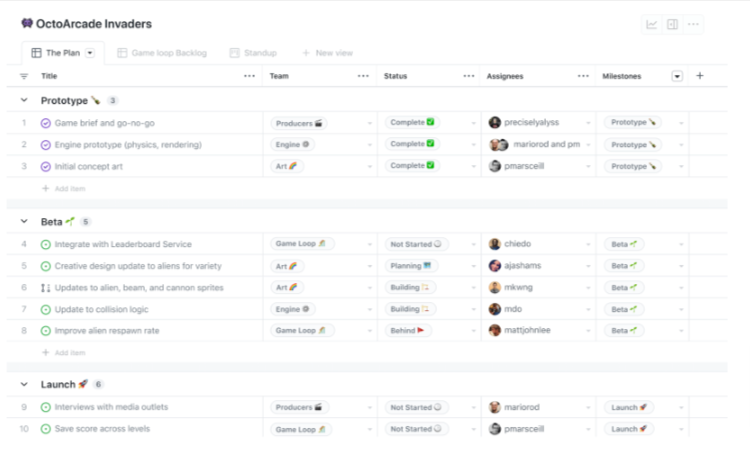 OctoArcade Invaders
The Plan Game loop Backlog Standup + New view
Title Team Status Assignees Milestones +
Prototype 3
1 Game brief and go-no-go Producers Complete preciselyalyss Prototype
2 Engine prototype (physics, rendering) Engine Complete mariorod and pm Prototype
3 Initial concept art Art Complete pmarsceill Prototype
+ Add item
Beta 5
4 Integrate with Leaderboard Service Game Loop Not Started chiedo Beta
5 Creative design update to aliens for variety Art Planning ajashams Beta
6 Updates to alien, beam, and cannon sprites Art Building mkwng Beta
7 Update to collision logic Engine Building mdo Beta
8 Improve alien respawn rate Game Loop Behind mattjohnlee Beta
+ Add item
Launch 6
9 Interviews with media outlets Producers Not Started mariorod Launch
10 Save score across levels Game Loop Not Started pmarsceill Launch